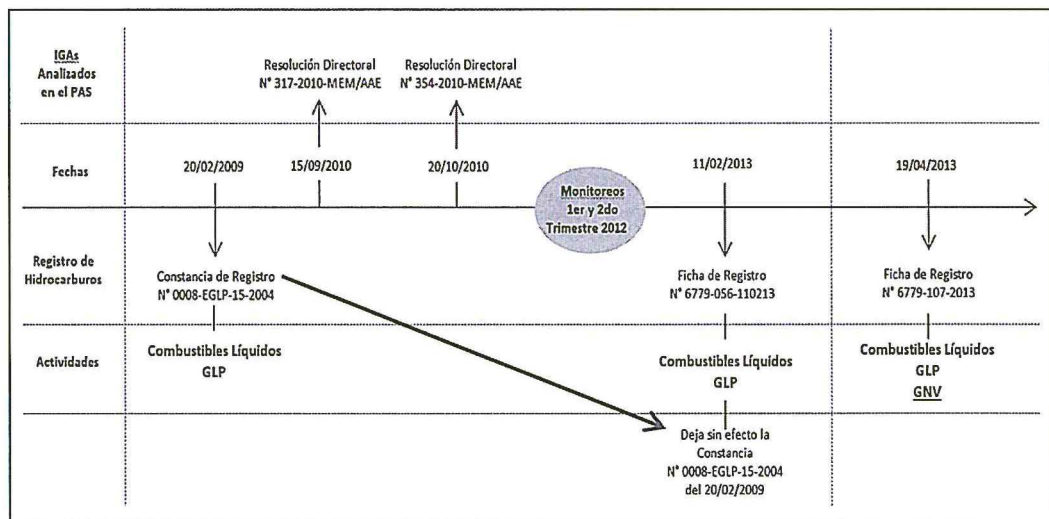 IGAs
Analizados
en el PAS
Resolución Directoral
N° 317-2010-MEM/AAE
Resolución Directoral
N° 354-2010-MEM/AAE
Fechas
20/02/2009
15/09/2010
20/10/2010
11/02/2013
19/04/2013
Monitoreos
1er y 2do
Trimestre 2012
Registro de
Hidrocarburos
Constancia de Registro
N° 0008-EGLP-15-2004
Ficha de Registro
N° 6779-056-110213
Ficha de Registro
N° 6779-107-2013
Actividades
Combustibles Líquidos
GLP
Combustibles Líquidos
GLP
Combustibles Líquidos
GLP
GNV
Deja sin efecto la
Constancia
N° 0008-EGLP-15-2004
del 20/02/2009